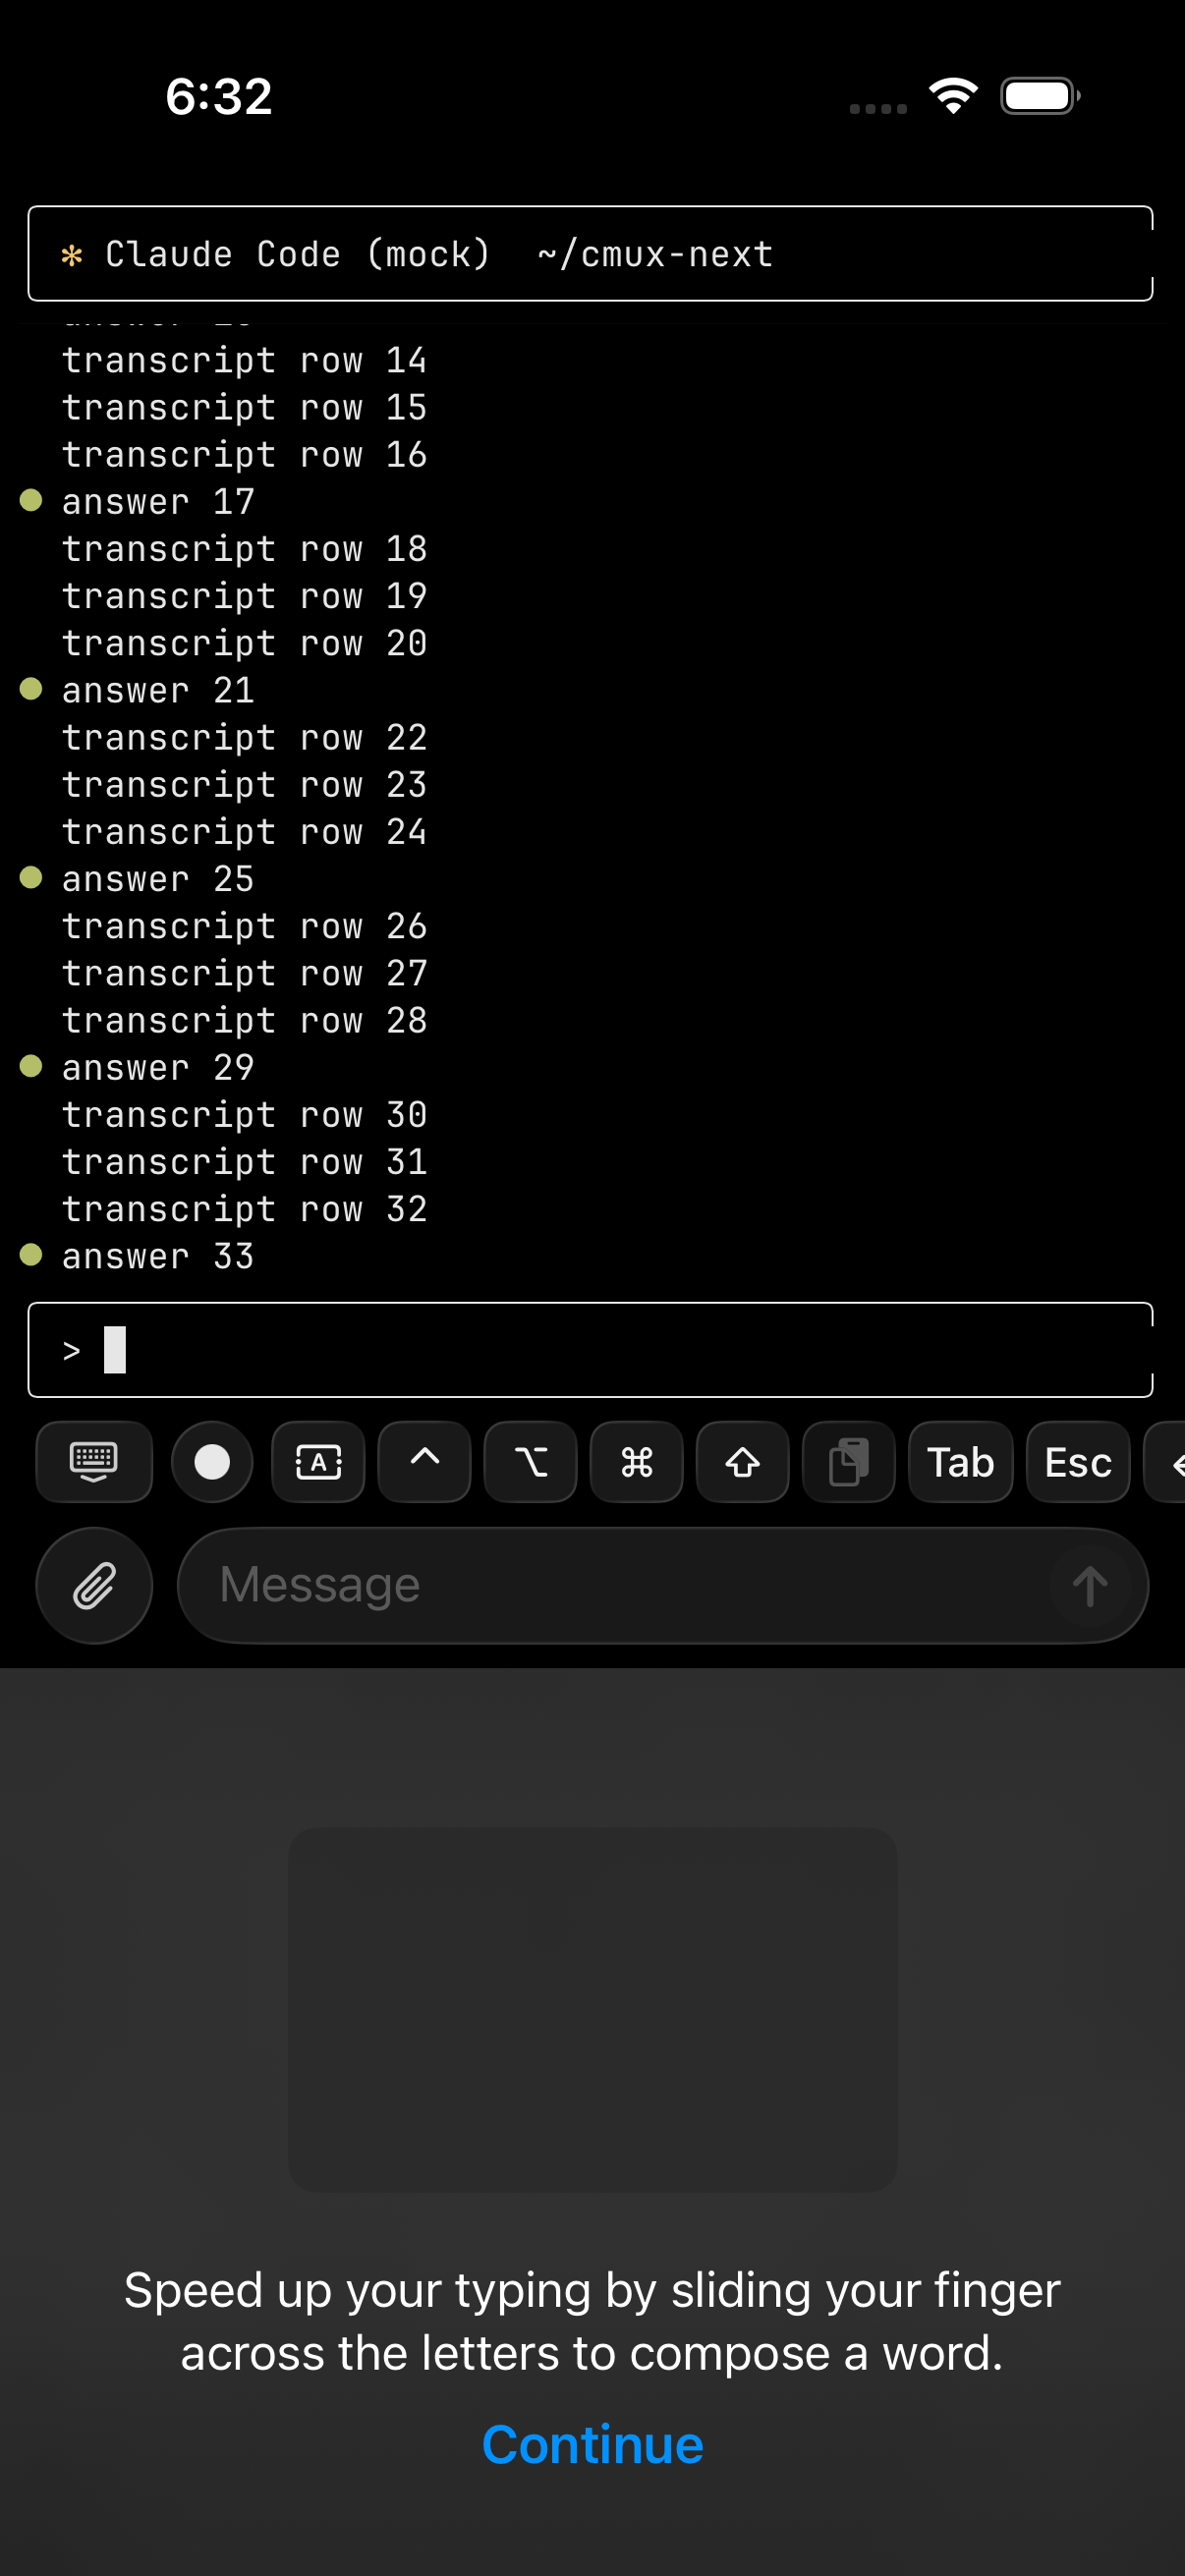 6:32
✻ Claude Code (mock)  ~/cmux-next
transcript row 14
transcript row 15
transcript row 16
answer 17
transcript row 18
transcript row 19
transcript row 20
answer 21
transcript row 22
transcript row 23
transcript row 24
answer 25
transcript row 26
transcript row 27
transcript row 28
answer 29
transcript row 30
transcript row 31
transcript row 32
answer 33
>
A ^ ⌥ ⌘ Tab Esc
Message
Speed up your typing by sliding your finger
across the letters to compose a word.
Continue